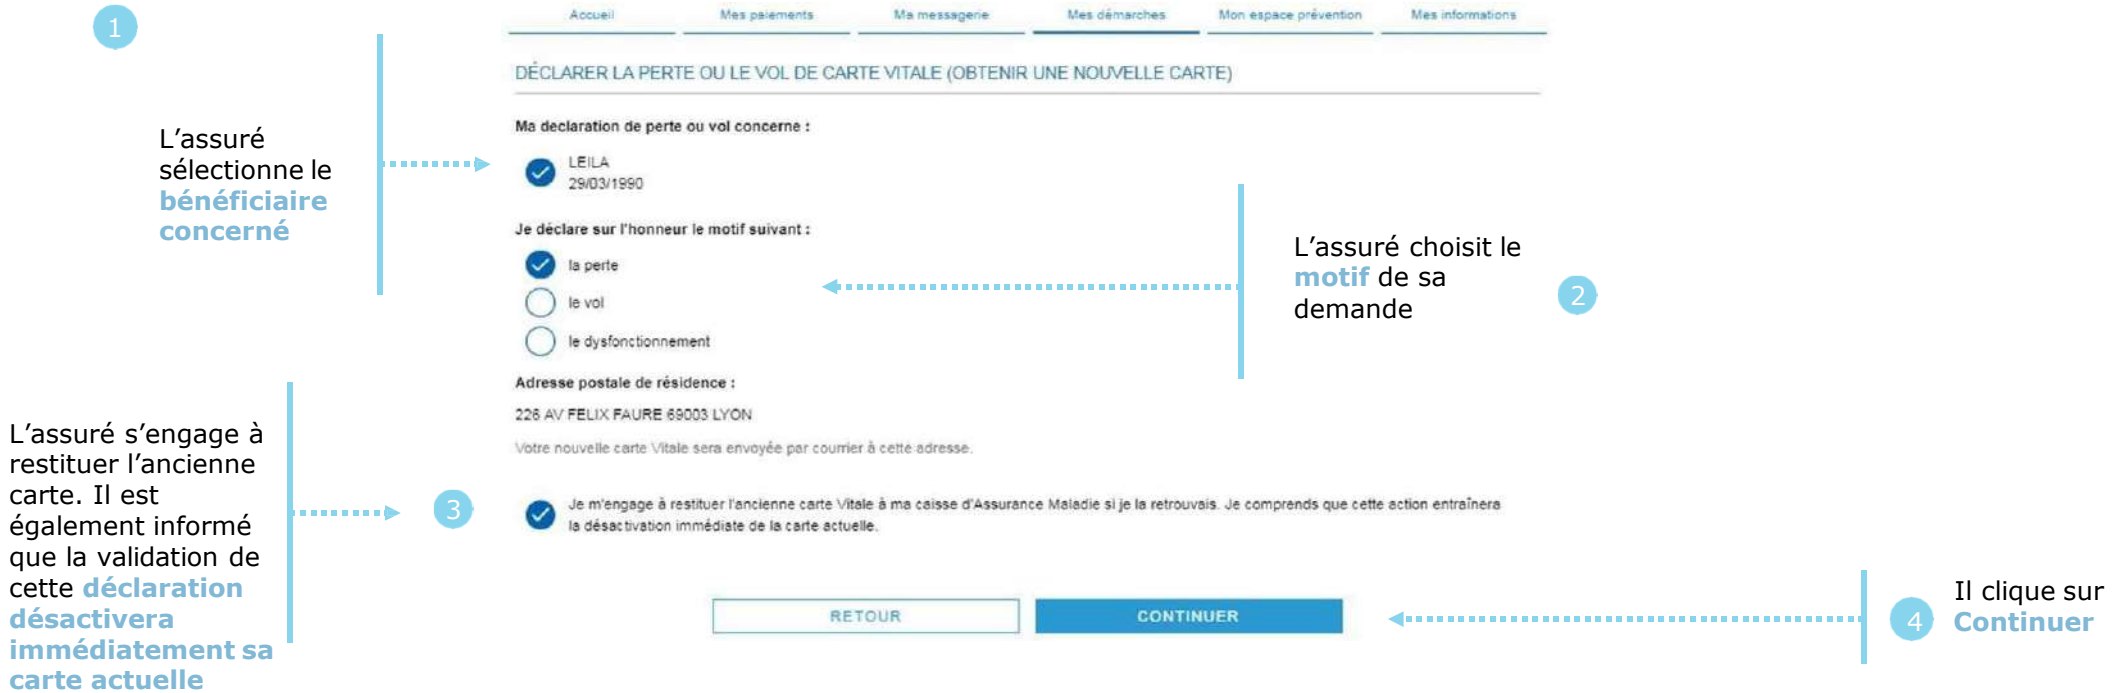 1
Accueil
Mes paiements
Ma messagerie
Mes démarches
Mon espace prévention
Mes informations
DÉCLARER LA PERTE OU LE VOL DE CARTE VITALE (OBTENIR UNE NOUVELLE CARTE)
L’assuré
sélectionne le
bénéficiaire
concerné
Ma declaration de perte ou vol concerne :
LEILA
29/03/1990
Je déclare sur l'honneur le motif suivant :
la perte
le vol
le dysfonctionnement
L’assuré choisit le
motif de sa
demande
2
Adresse postale de résidence :
226 AV FELIX FAURE 69003 LYON
Votre nouvelle carte Vitale sera envoyée par courrier à cette adresse.
L’assuré s’engage à
restituer l’ancienne
carte. Il est
également informé
que la validation de
cette déclaration
désactivera
immédiatement sa
carte actuelle
3
Je m'engage à restituer l'ancienne carte Vitale à ma caisse d'Assurance Maladie si je la retrouvais. Je comprends que cette action entraînera
la désactivation immédiate de la carte actuelle.
RETOUR
CONTINUER
4
Il clique sur
Continuer